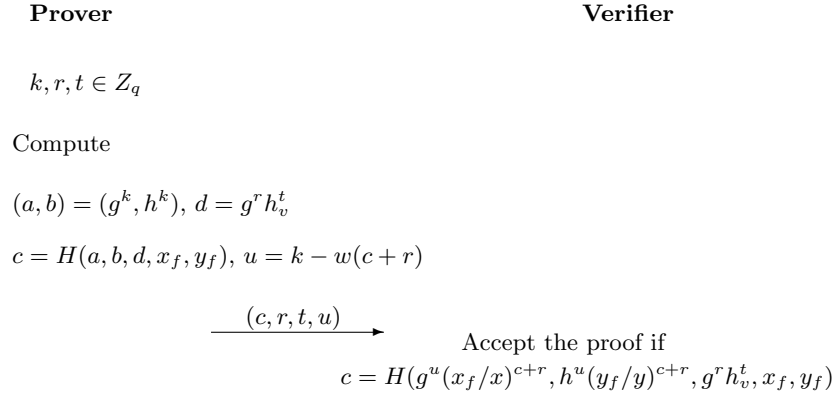 Prover Verifier
k, r, t ∈ Z_q
Compute
(a, b) = (g^k, h^k), d = g^r h_v^t
c = H(a, b, d, x_f, y_f), u = k − w(c + r)
(c, r, t, u)
Accept the proof if
c = H(g^u(x_f/x)^{c+r}, h^u(y_f/y)^{c+r}, g^r h_v^t, x_f, y_f)